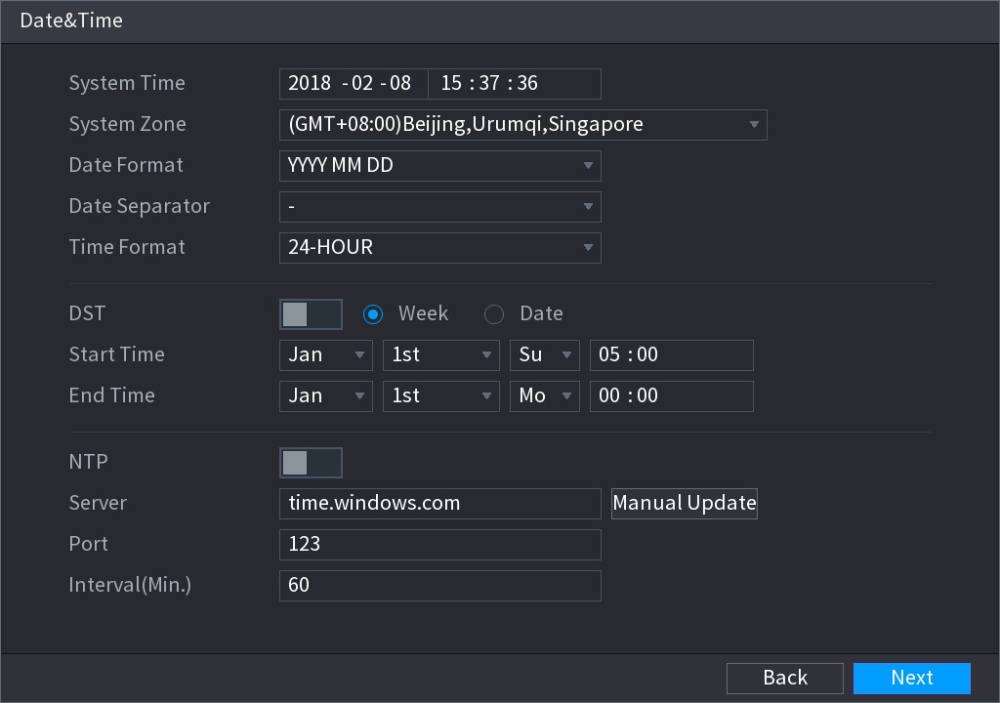 Date&Time
System Time 2018 - 02 - 08 15 : 37 : 36
System Zone (GMT+08:00)Beijing,Urumqi,Singapore
Date Format YYYY MM DD
Date Separator -
Time Format 24-HOUR
DST Week Date
Start Time Jan 1st Su 05 : 00
End Time Jan 1st Mo 00 : 00
NTP
Server time.windows.com Manual Update
Port 123
Interval(Min.) 60
Back Next